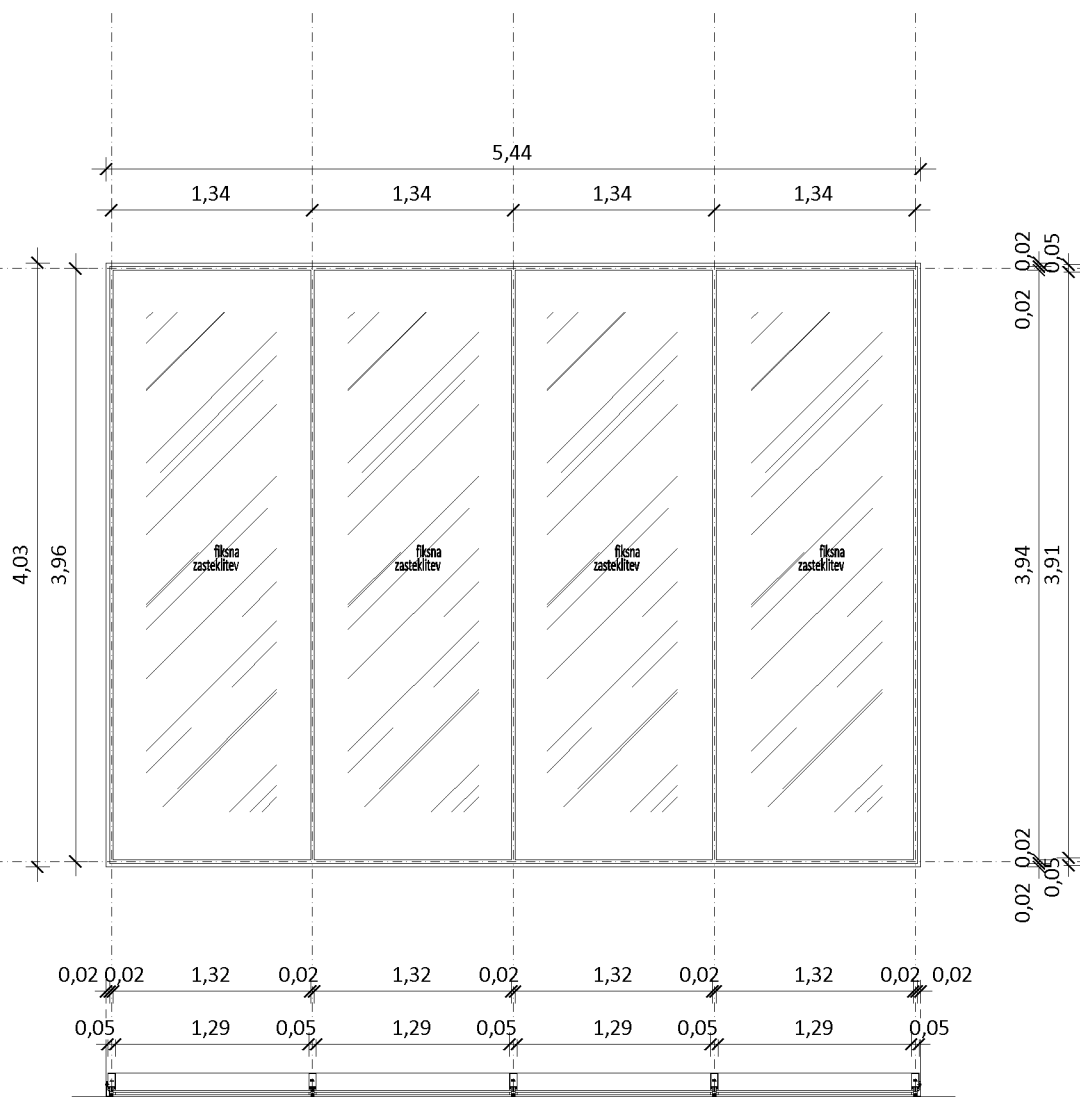 5,44
1,34 1,34 1,34 1,34
0,02 0,05
0,02
4,03 3,96 3,94 3,91
fiksna fiksna fiksna fiksna
zasteklitev zasteklitev zasteklitev zasteklitev
0,02 0,05
0,02
0,02 0,02 1,32 0,02 1,32 0,02 1,32 0,02 1,32 0,02 0,02
0,05 1,29 0,05 1,29 0,05 1,29 0,05 1,29 0,05